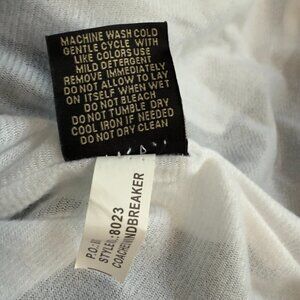 MACHINE WASH COLD
GENTLE CYCLE WITH
LIKE COLORS USE
MILD DETERGENT
REMOVE IMMEDIATELY
DO NOT ALLOW TO LAY
ON ITSELF WHEN WET
DO NOT BLEACH
DO NOT TUMBLE DRY
COOL IRON IF NEEDED
DO NOT DRY CLEAN
P.O.:
STYLE:8023
COACHEWINDBREAKER